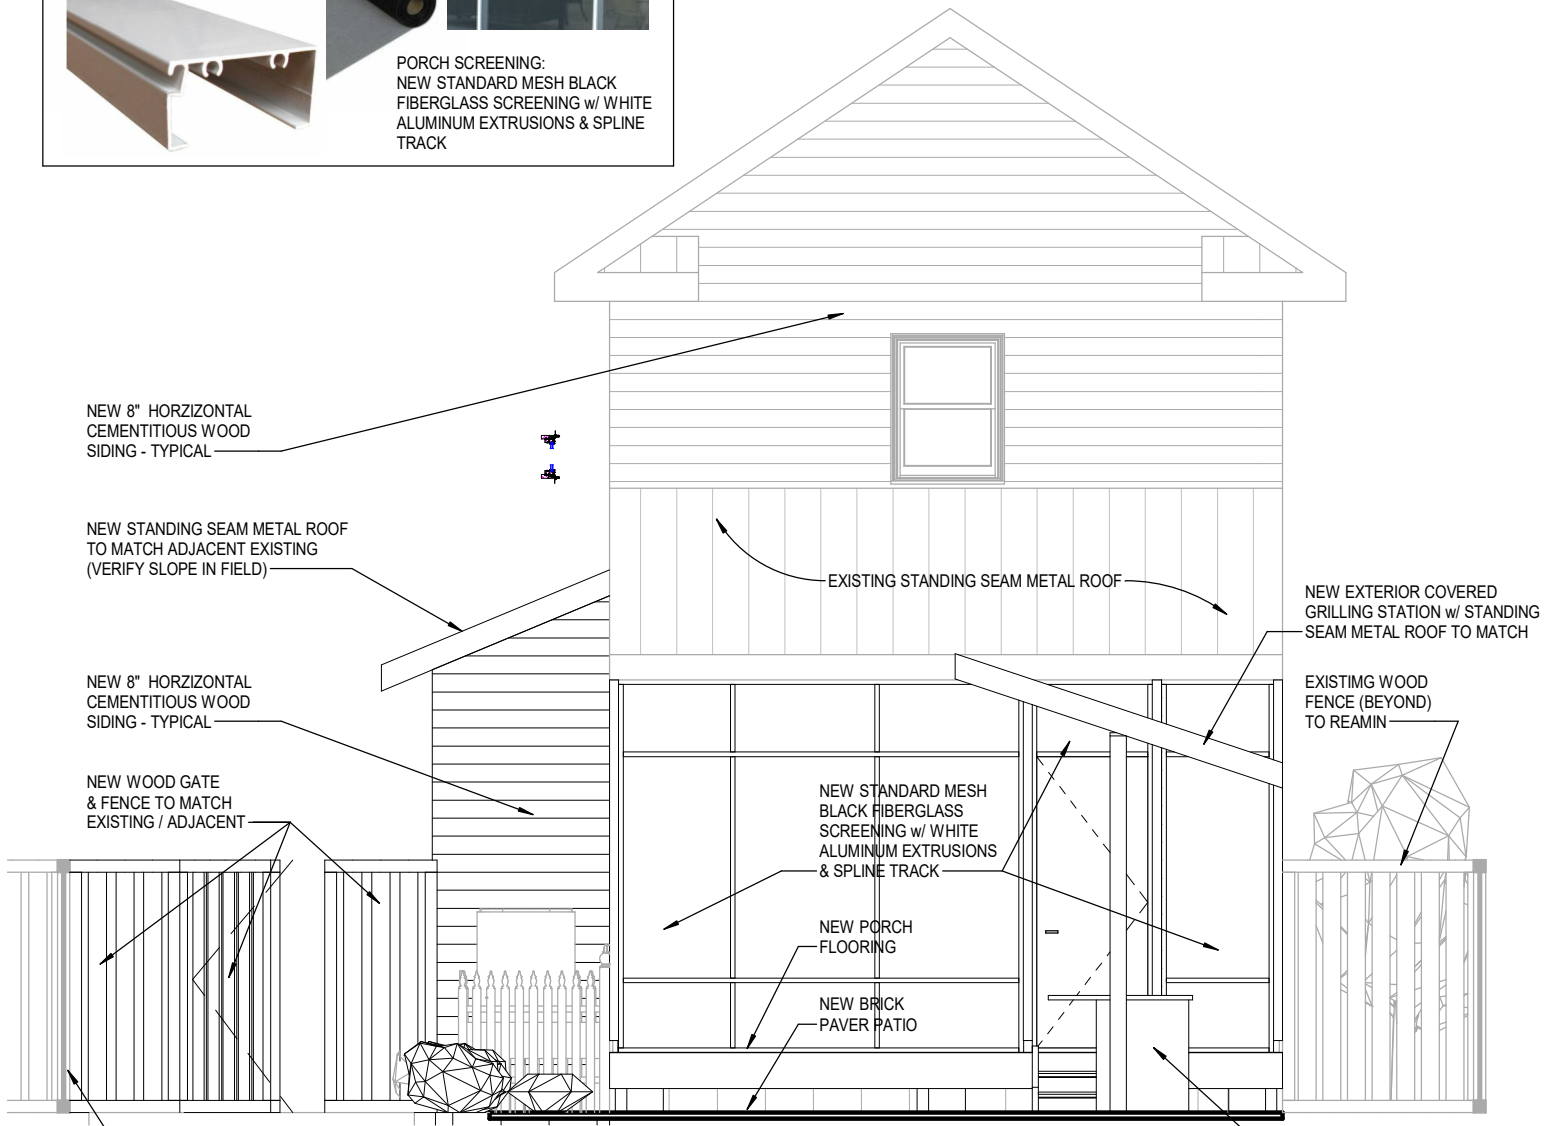 PORCH SCREENING:
NEW STANDARD MESH BLACK
FIBERGLASS SCREENING w/ WHITE
ALUMINUM EXTRUSIONS & SPLINE
TRACK
NEW 8" HORZIZONTAL
CEMENTITIOUS WOOD
SIDING - TYPICAL
NEW STANDING SEAM METAL ROOF
TO MATCH ADJACENT EXISTING
(VERIFY SLOPE IN FIELD)
EXISTING STANDING SEAM METAL ROOF
NEW EXTERIOR COVERED
GRILLING STATION w/ STANDING
SEAM METAL ROOF TO MATCH
NEW 8" HORZIZONTAL
CEMENTITIOUS WOOD
SIDING - TYPICAL
EXISTIMG WOOD
FENCE (BEYOND)
TO REAMIN
NEW WOOD GATE
& FENCE TO MATCH
EXISTING / ADJACENT
NEW STANDARD MESH
BLACK FIBERGLASS
SCREENING w/ WHITE
ALUMINUM EXTRUSIONS
& SPLINE TRACK
NEW PORCH
FLOORING
NEW BRICK
PAVER PATIO